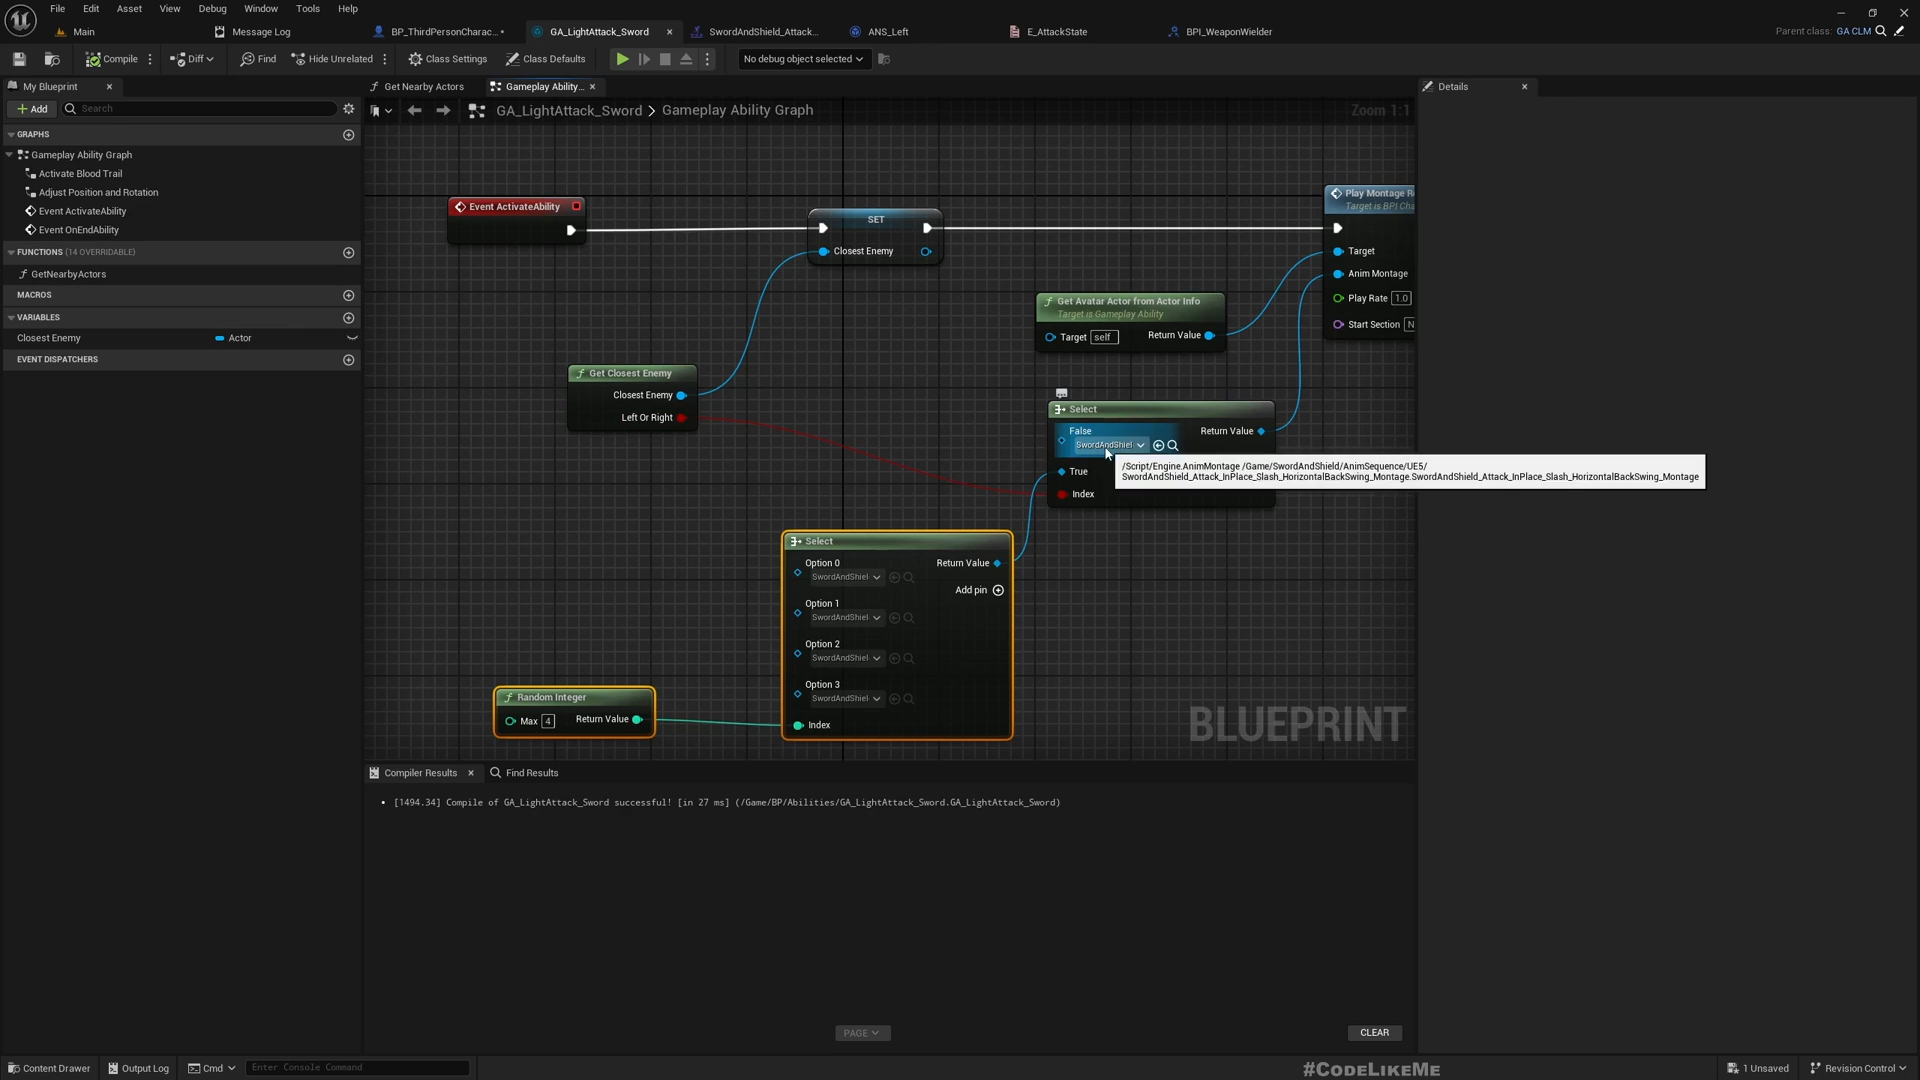 File Edit Asset View Debug Window Tools Help
Main
Message Log
BP_ThirdPersonCharac...•
GA_LightAttack_Sword
SwordAndShield_Attack...
ANS_Left
E_AttackState
BPI_WeaponWielder
Parent class: GA CLM
Compile
Diff
Find
Hide Unrelated
Class Settings
Class Defaults
No debug object selected
My Blueprint
Get Nearby Actors
Gameplay Ability...
Details
Add
Search
GA_LightAttack_Sword > Gameplay Ability Graph
Zoom 1:1
GRAPHS
Gameplay Ability Graph
Activate Blood Trail
Adjust Position and Rotation
Event ActivateAbility
Event OnEndAbility
FUNCTIONS (14 OVERRIDABLE)
GetNearbyActors
MACROS
VARIABLES
Closest Enemy Actor
EVENT DISPATCHERS
Event ActivateAbility
SET
Closest Enemy
Play Montage R
Target is BPI Cha
Target
Anim Montage
Play Rate 1.0
Start Section N
Get Avatar Actor from Actor Info
Target is Gameplay Ability
Target self Return Value
Get Closest Enemy
Closest Enemy
Left Or Right
Select
False Return Value
SwordAndShiel
True
Index
/Script/Engine.AnimMontage /Game/SwordAndShield/AnimSequence/UE5/
SwordAndShield_Attack_InPlace_Slash_HorizontalBackSwing_Montage.SwordAndShield_Attack_InPlace_Slash_HorizontalBackSwing_Montage
Select
Option 0 Return Value
SwordAndShiel
Add pin
Option 1
SwordAndShiel
Option 2
SwordAndShiel
Option 3
SwordAndShiel
Index
Random Integer
Max 4 Return Value
BLUEPRINT
Compiler Results
Find Results
• [1494.34] Compile of GA_LightAttack_Sword successful! [in 27 ms] (/Game/BP/Abilities/GA_LightAttack_Sword.GA_LightAttack_Sword)
PAGE
CLEAR
Content Drawer
Output Log
Cmd
Enter Console Command
#CODELIKEME
1 Unsaved
Revision Control